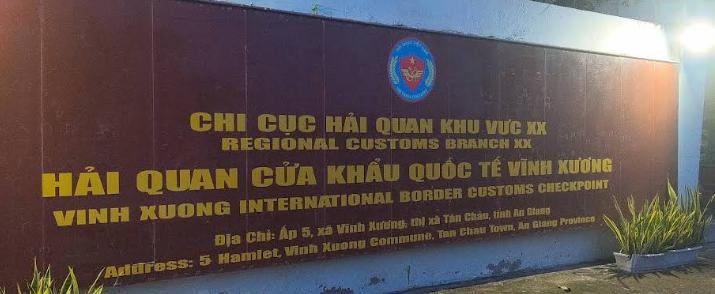 CHI CỤC HẢI QUAN KHU VỰC XX
REGIONAL CUSTOMS BRANCH XX
HẢI QUAN CỬA KHẨU QUỐC TẾ VĨNH XƯƠNG
VINH XUONG INTERNATIONAL BORDER CUSTOMS CHECKPOINT
Địa Chỉ: Ấp 5, xã Vĩnh Xương, thị xã Tân Châu, tỉnh An Giang
Address: 5 Hamlet, Vinh Xuong Commune, Tan Chau Town, An Giang Province